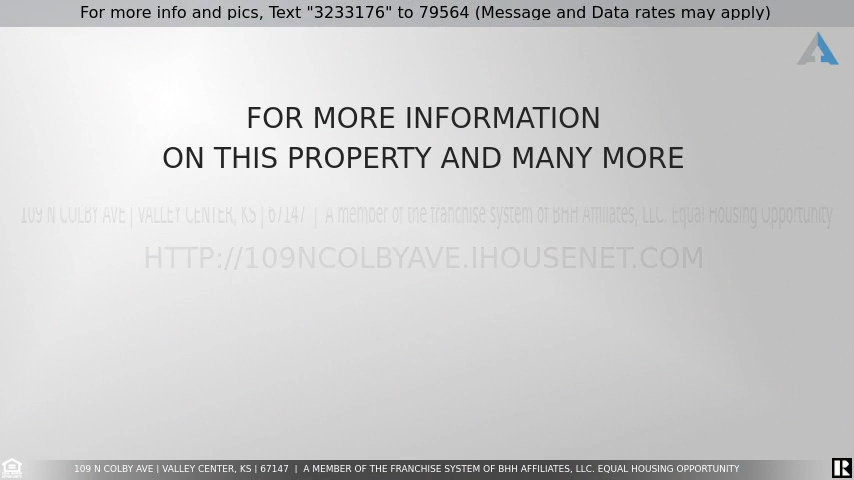 For more info and pics, Text "3233176" to 79564 (Message and Data rates may apply)
FOR MORE INFORMATION
ON THIS PROPERTY AND MANY MORE
109 N COLBY AVE | VALLEY CENTER, KS | 67147 | A member of the franchise system of BHH Affiliates, LLC. Equal Housing Opportunity
HTTP://109NCOLBYAVE.IHOUSENET.COM
109 N COLBY AVE | VALLEY CENTER, KS | 67147 | A MEMBER OF THE FRANCHISE SYSTEM OF BHH AFFILIATES, LLC. EQUAL HOUSING OPPORTUNITY